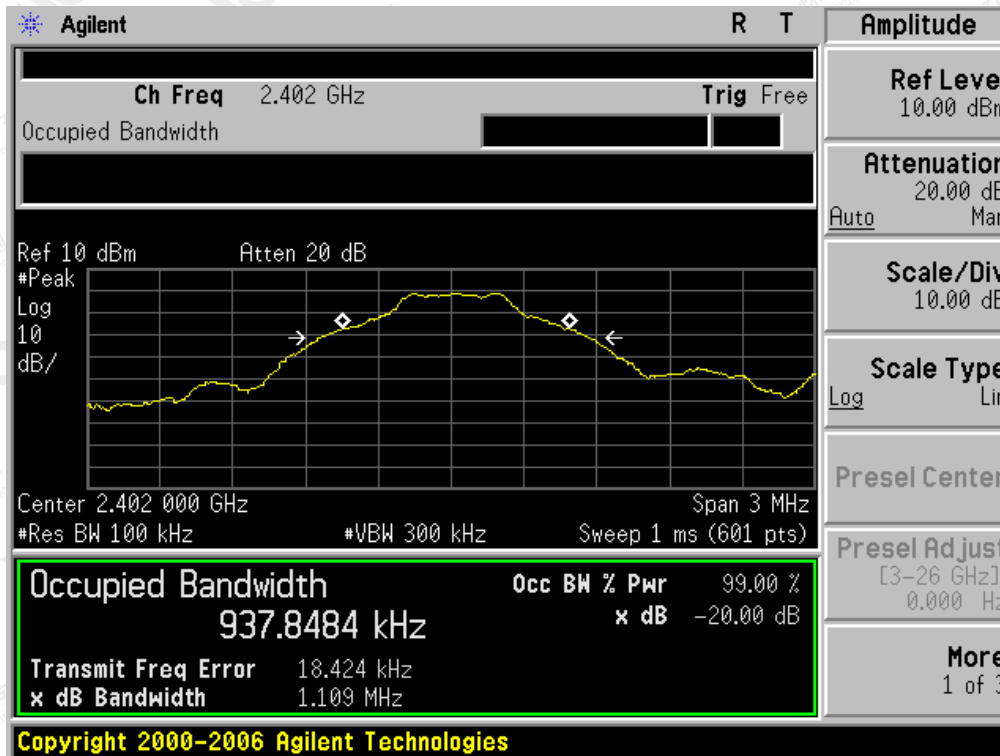 Agilent R T
Ch Freq 2.402 GHz Trig Free
Occupied Bandwidth
Ref 10 dBm Atten 20 dB
#Peak
Log
10
dB/
Center 2.402 000 GHz Span 3 MHz
#Res BW 100 kHz #VBW 300 kHz Sweep 1 ms (601 pts)
Occupied Bandwidth
937.8484 kHz
Occ BW % Pwr 99.00 %
x dB -20.00 dB
Transmit Freq Error 18.424 kHz
x dB Bandwidth 1.109 MHz
Copyright 2000-2006 Agilent Technologies
Amplitude
Ref Leve
10.00 dBm
Attenuation
20.00 dB
Auto Man
Scale/Div
10.00 dB
Scale Type
Log Lin
Presel Center
Presel Adjust
[3-26 GHz]
0.000 Hz
More
1 of 3